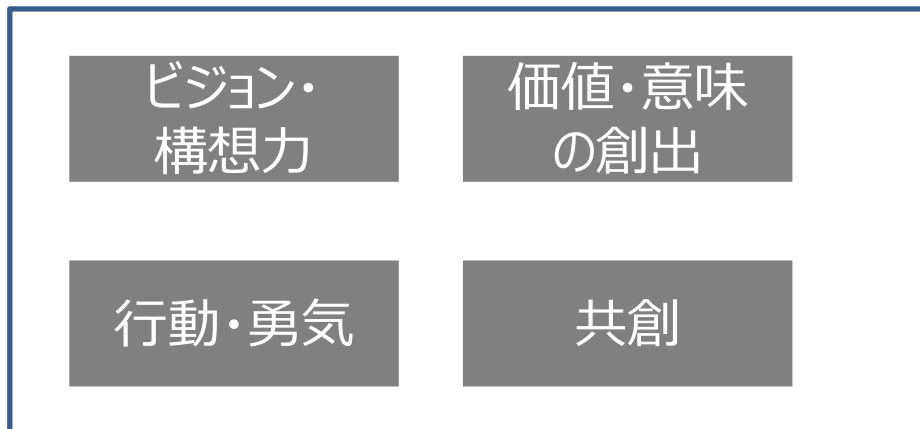 ビジョン・
構想力
価値・意味
の創出
行動・勇気
共創